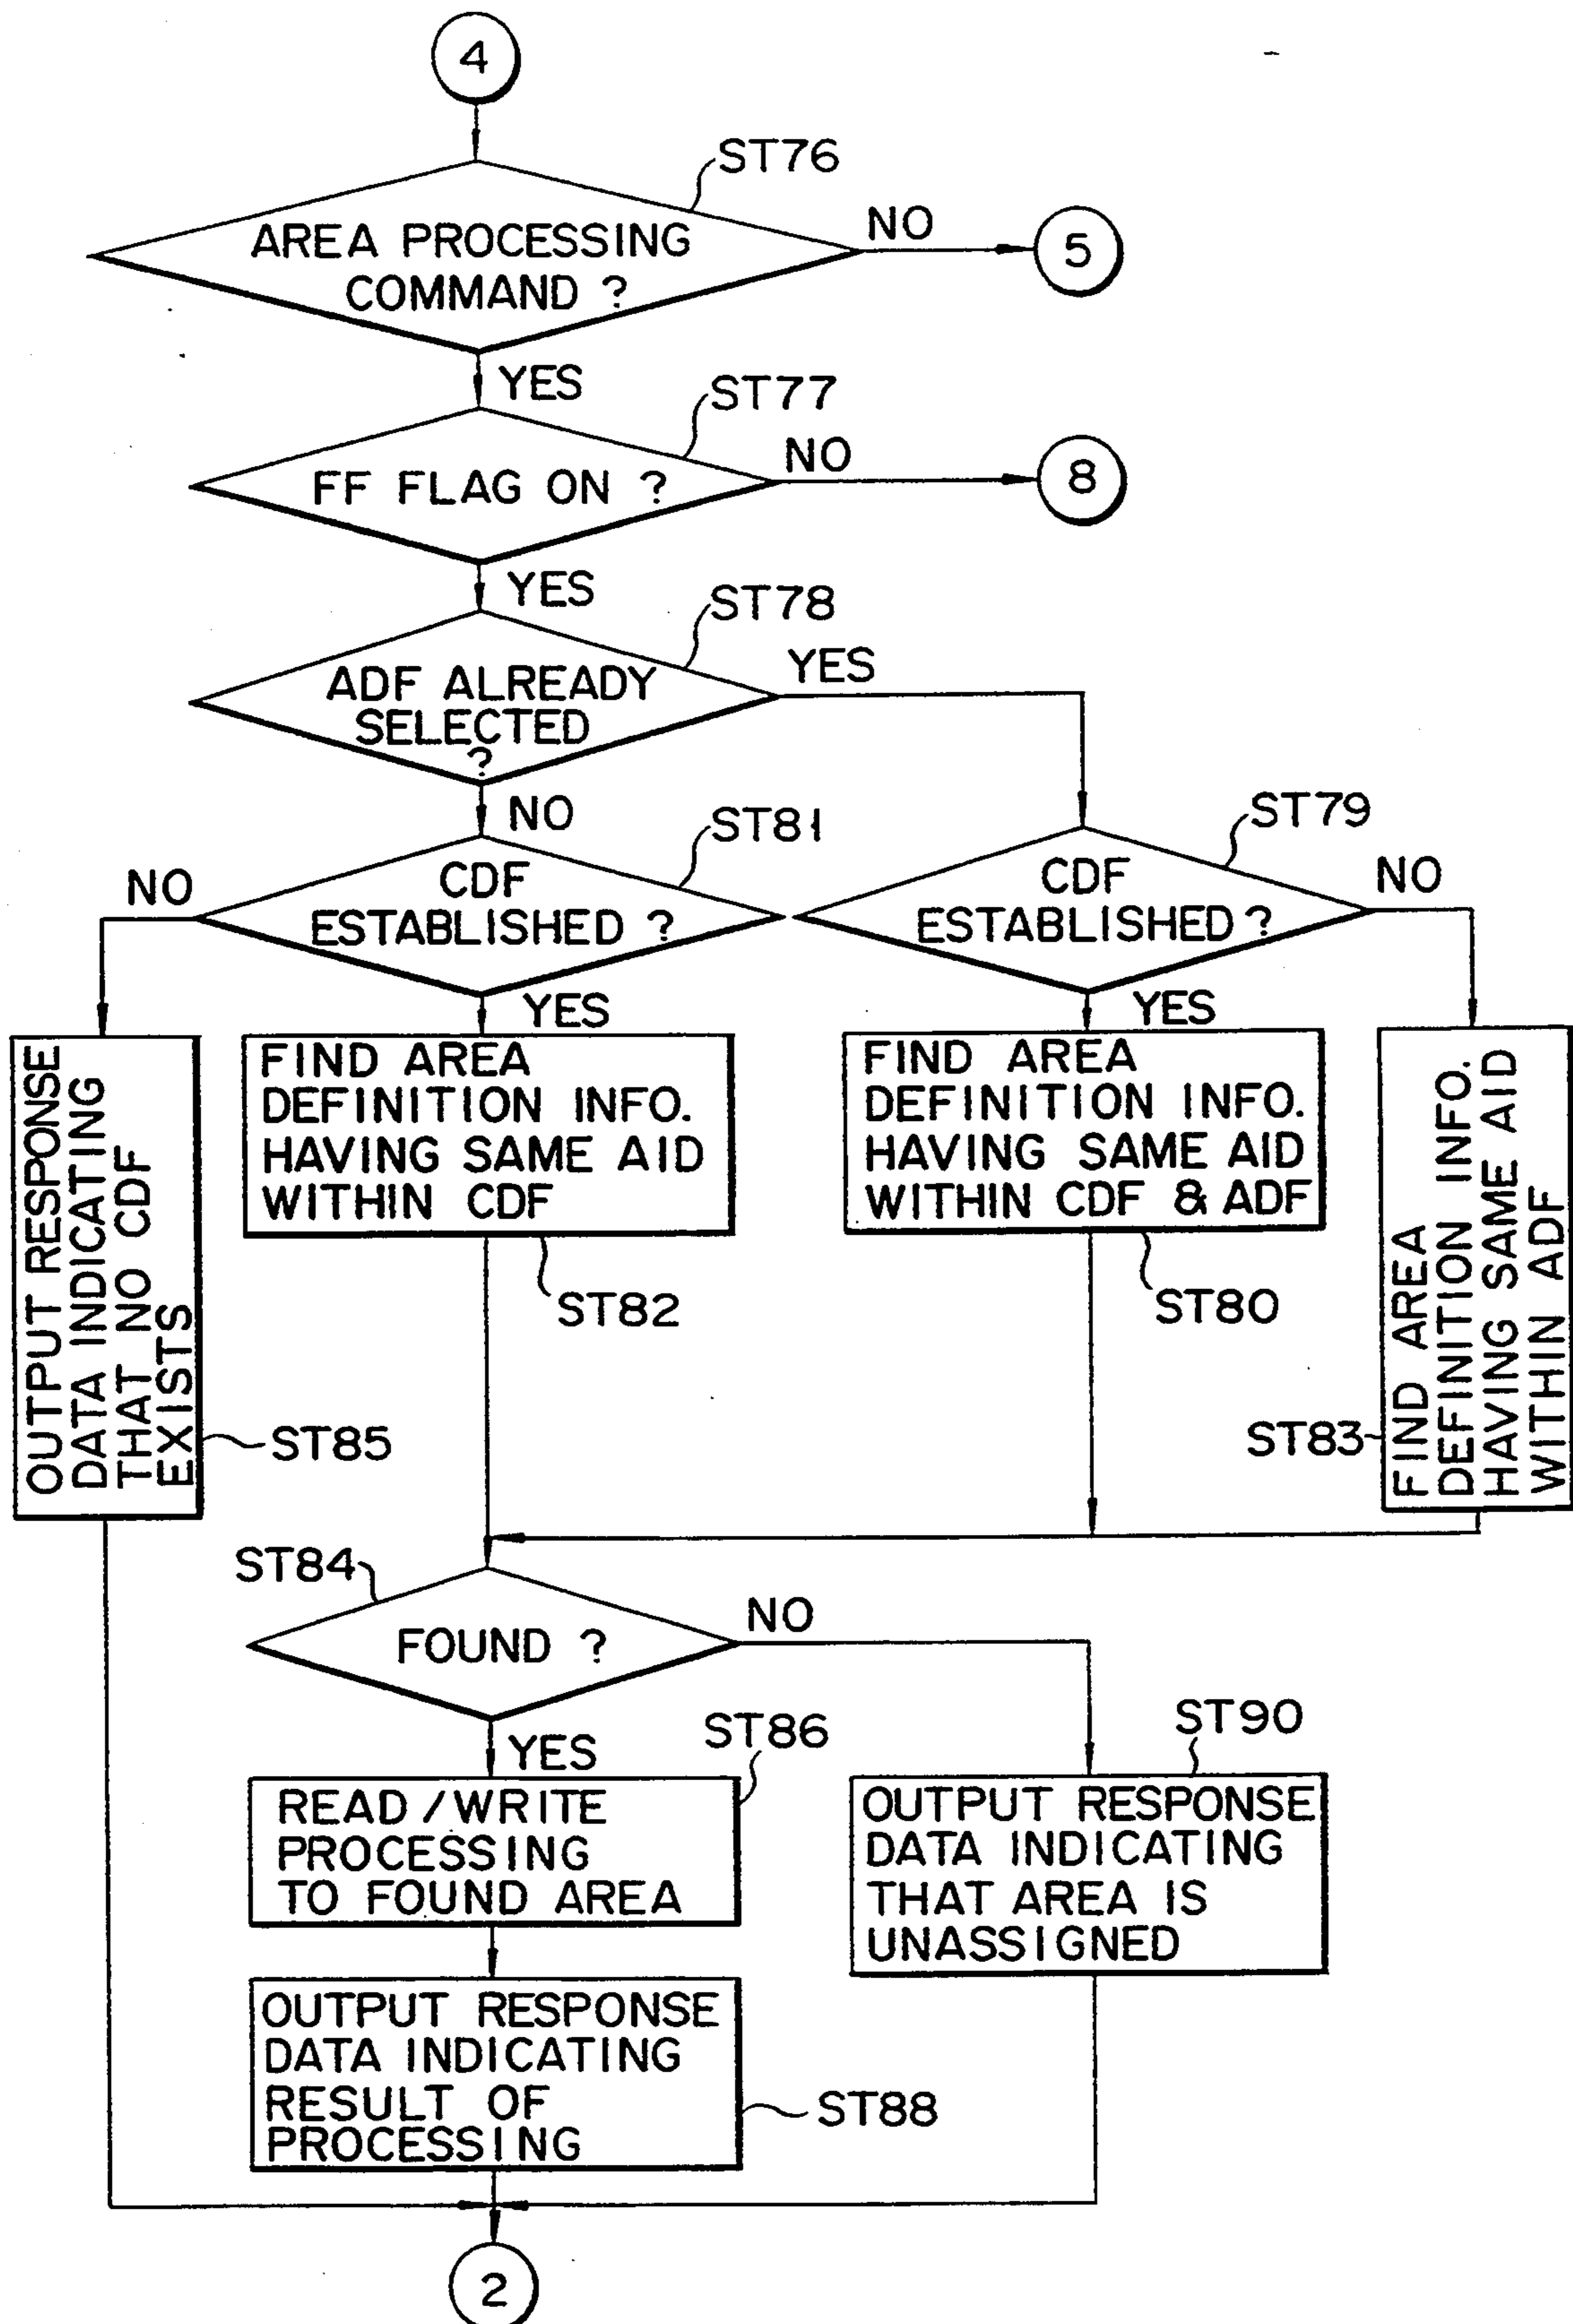 4
ST76
AREA PROCESSING
COMMAND ?
NO
5
YES
ST77
FF FLAG ON ?
NO
8
YES
ST78
ADF ALREADY
SELECTED
?
YES
NO
ST81
CDF
ESTABLISHED ?
NO
YES
ST79
CDF
ESTABLISHED ?
NO
YES
OUTPUT RESPONSE
DATA INDICATING
THAT NO CDF
EXISTS
ST85
FIND AREA
DEFINITION INFO.
HAVING SAME AID
WITHIN CDF
ST82
FIND AREA
DEFINITION INFO.
HAVING SAME AID
WITHIN CDF & ADF
ST80
FIND AREA
DEFINITION INFO.
HAVING SAME AID
WITHIN ADF
ST83
ST84
FOUND ?
NO
YES
ST86
READ/WRITE
PROCESSING
TO FOUND AREA
ST90
OUTPUT RESPONSE
DATA INDICATING
THAT AREA IS
UNASSIGNED
OUTPUT RESPONSE
DATA INDICATING
RESULT OF
PROCESSING
ST88
2